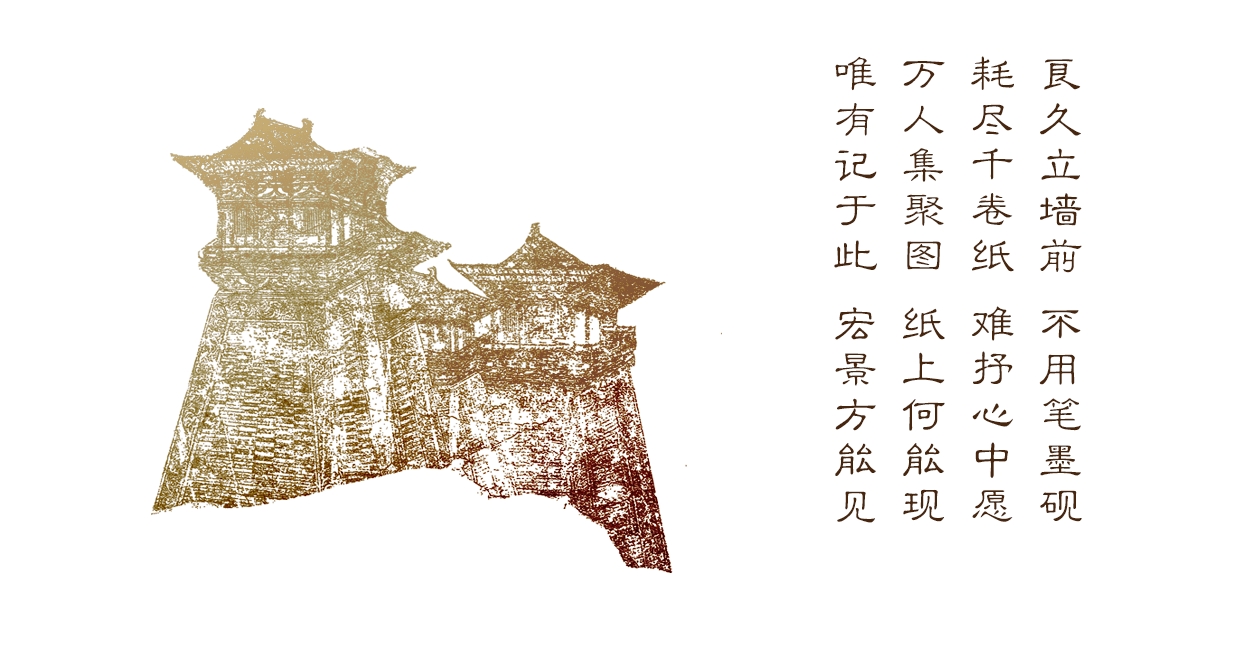 良久立墙前 不用笔墨砚
耗尽千卷纸 难抒心中愿
万人集聚图 纸上何能现
唯有记于此 宏景方能见